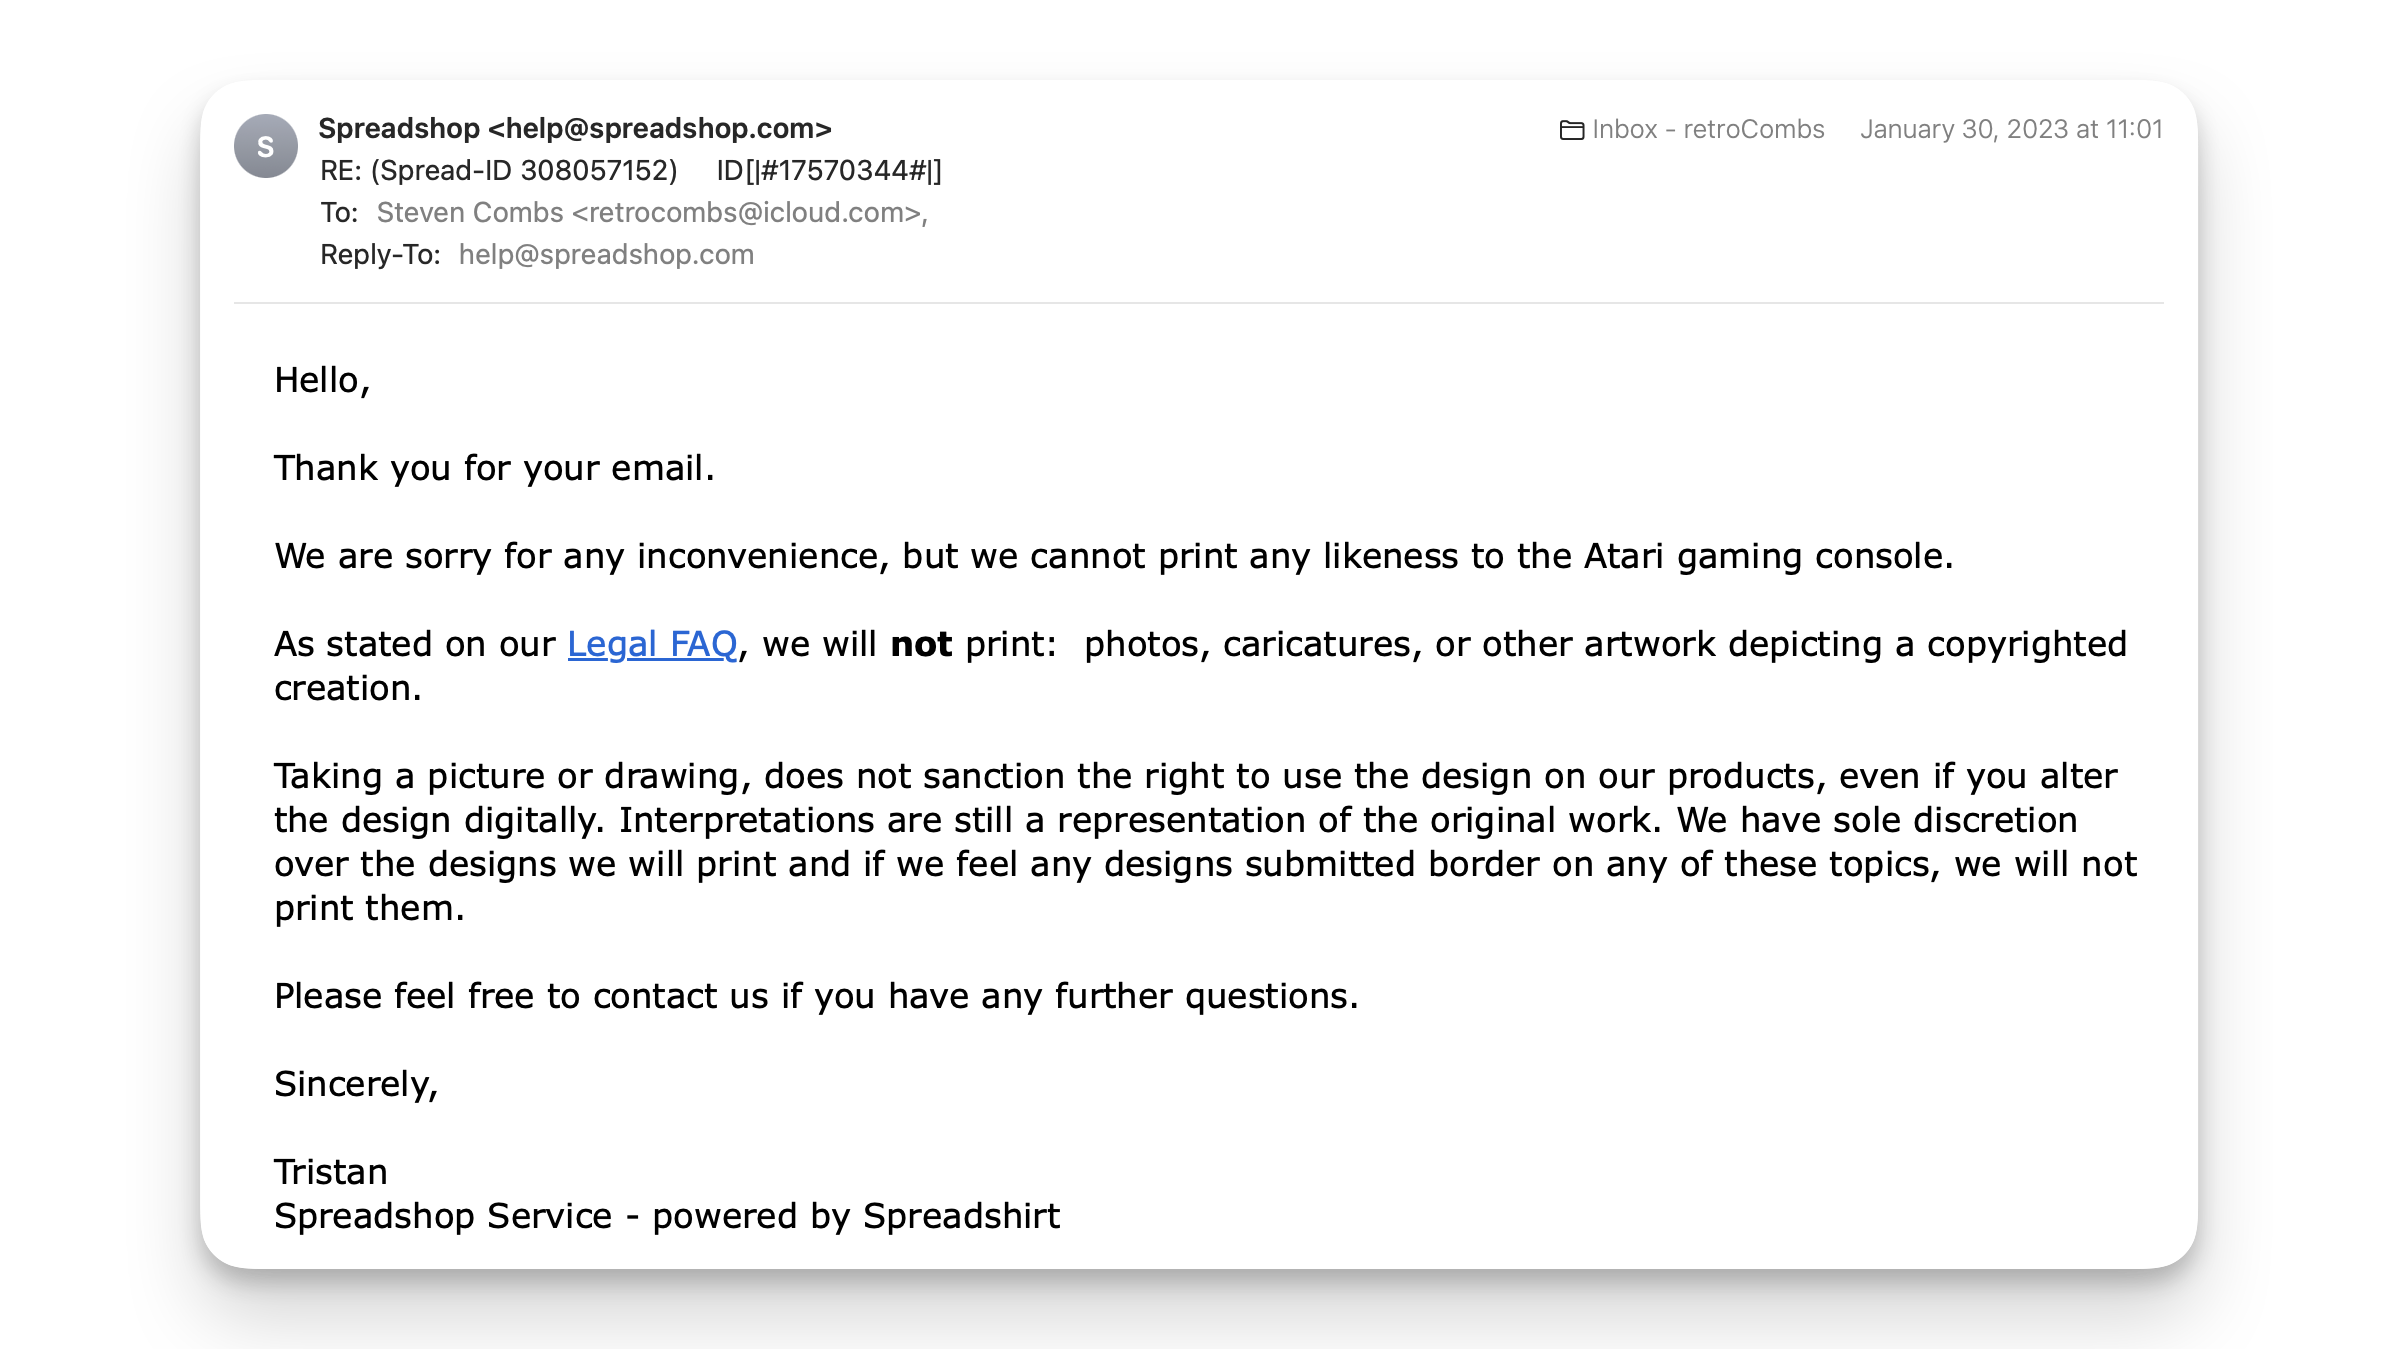 S
Spreadshop <help@spreadshop.com>
Inbox - retroCombs January 30, 2023 at 11:01
RE: (Spread-ID 308057152) ID[|#17570344#|]
To: Steven Combs <retrocombs@icloud.com>,
Reply-To: help@spreadshop.com
Hello,
Thank you for your email.
We are sorry for any inconvenience, but we cannot print any likeness to the Atari gaming console.
As stated on our Legal FAQ, we will not print: photos, caricatures, or other artwork depicting a copyrighted
creation.
Taking a picture or drawing, does not sanction the right to use the design on our products, even if you alter
the design digitally. Interpretations are still a representation of the original work. We have sole discretion
over the designs we will print and if we feel any designs submitted border on any of these topics, we will not
print them.
Please feel free to contact us if you have any further questions.
Sincerely,
Tristan
Spreadshop Service - powered by Spreadshirt